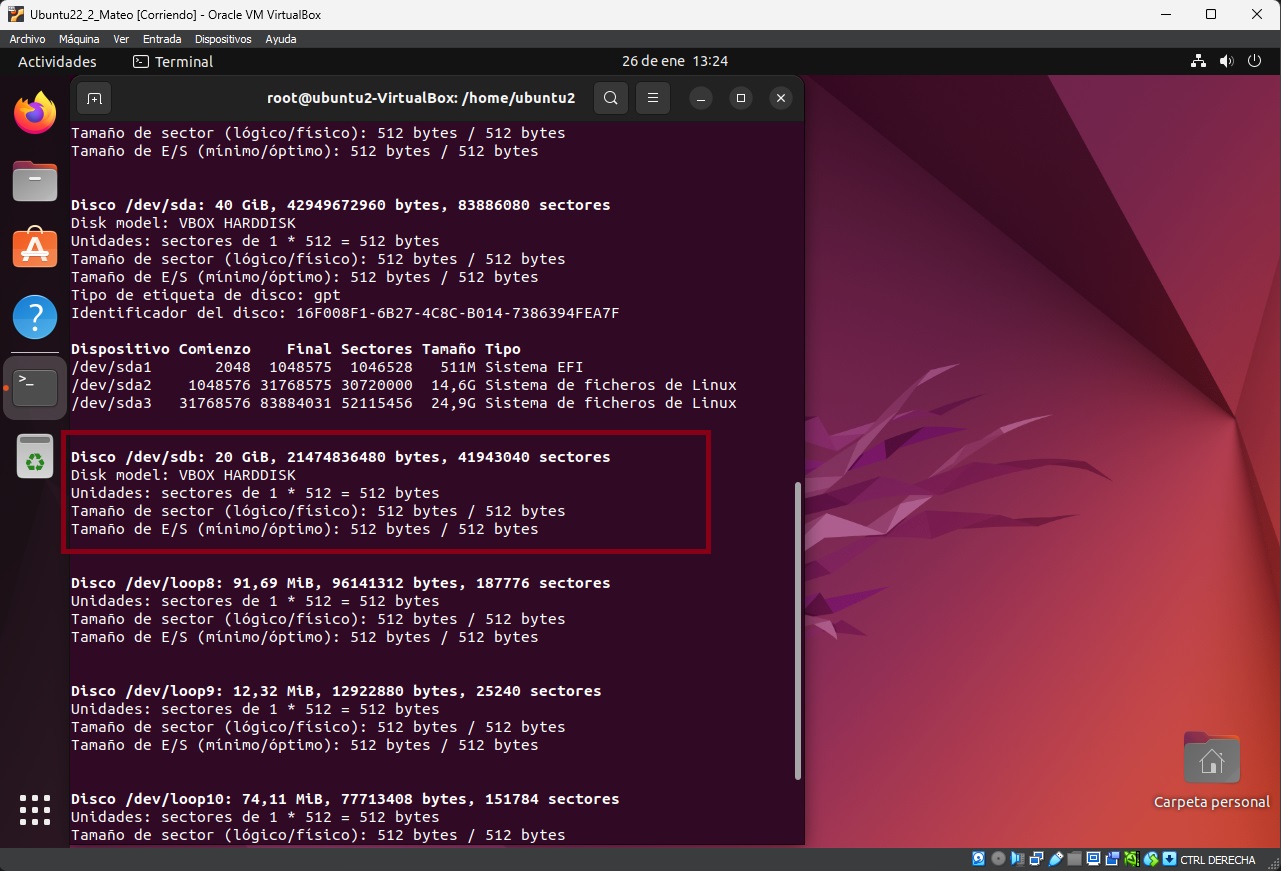 Ubuntu22_2_Mateo [Corriendo] - Oracle VM VirtualBox
Archivo Máquina Ver Entrada Dispositivos Ayuda
Actividades Terminal 26 de ene 13:24
root@ubuntu2-VirtualBox: /home/ubuntu2
Tamaño de sector (lógico/físico): 512 bytes / 512 bytes
Tamaño de E/S (mínimo/óptimo): 512 bytes / 512 bytes
Disco /dev/sda: 40 GiB, 42949672960 bytes, 83886080 sectores
Disk model: VBOX HARDDISK
Unidades: sectores de 1 * 512 = 512 bytes
Tamaño de sector (lógico/físico): 512 bytes / 512 bytes
Tamaño de E/S (mínimo/óptimo): 512 bytes / 512 bytes
Tipo de etiqueta de disco: gpt
Identificador del disco: 16F008F1-6B27-4C8C-B014-7386394FEA7F
Dispositivo Comienzo Final Sectores Tamaño Tipo
/dev/sda1 2048 1048575 1046528 511M Sistema EFI
/dev/sda2 1048576 31768575 30720000 14,6G Sistema de ficheros de Linux
/dev/sda3 31768576 83884031 52115456 24,9G Sistema de ficheros de Linux
Disco /dev/sdb: 20 GiB, 21474836480 bytes, 41943040 sectores
Disk model: VBOX HARDDISK
Unidades: sectores de 1 * 512 = 512 bytes
Tamaño de sector (lógico/físico): 512 bytes / 512 bytes
Tamaño de E/S (mínimo/óptimo): 512 bytes / 512 bytes
Disco /dev/loop8: 91,69 MiB, 96141312 bytes, 187776 sectores
Unidades: sectores de 1 * 512 = 512 bytes
Tamaño de sector (lógico/físico): 512 bytes / 512 bytes
Tamaño de E/S (mínimo/óptimo): 512 bytes / 512 bytes
Disco /dev/loop9: 12,32 MiB, 12922880 bytes, 25240 sectores
Unidades: sectores de 1 * 512 = 512 bytes
Tamaño de sector (lógico/físico): 512 bytes / 512 bytes
Tamaño de E/S (mínimo/óptimo): 512 bytes / 512 bytes
Disco /dev/loop10: 74,11 MiB, 77713408 bytes, 151784 sectores
Unidades: sectores de 1 * 512 = 512 bytes
Tamaño de sector (lógico/físico): 512 bytes / 512 bytes
Carpeta personal
CTRL DERECHA